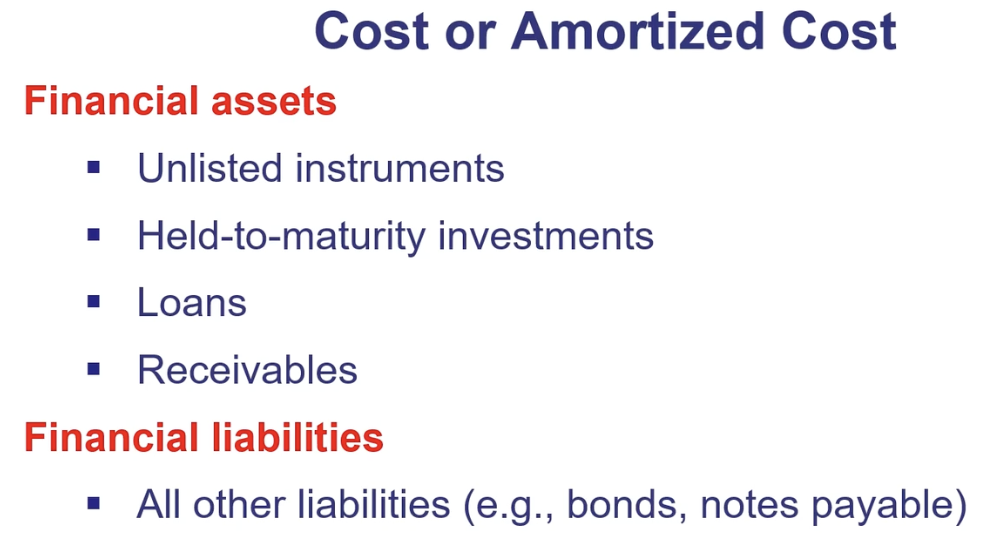 Cost or Amortized Cost
Financial assets
▪ Unlisted instruments
▪ Held-to-maturity investments
▪ Loans
▪ Receivables
Financial liabilities
▪ All other liabilities (e.g., bonds, notes payable)